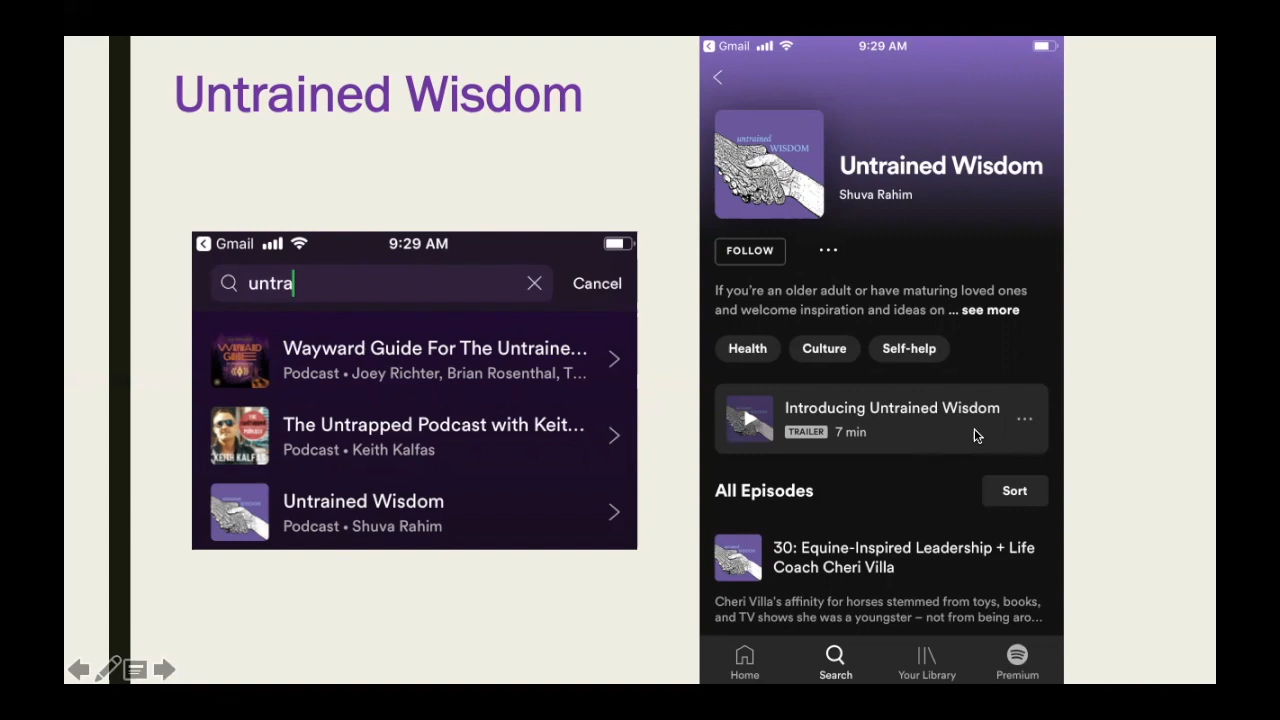 Untrained Wisdom
Gmail 9:29 AM
untra Cancel
Wayward Guide For The Untraine...
Podcast • Joey Richter, Brian Rosenthal, T...
The Untrapped Podcast with Keit...
Podcast • Keith Kalfas
Untrained Wisdom
Podcast • Shuva Rahim
Gmail 9:29 AM
untrained
WISDOM
Untrained Wisdom
Shuva Rahim
FOLLOW
If you're an older adult or have maturing loved ones
and welcome inspiration and ideas on ... see more
Health Culture Self-help
Introducing Untrained Wisdom
TRAILER 7 min
All Episodes Sort
30: Equine-Inspired Leadership + Life
Coach Cheri Villa
Cheri Villa's affinity for horses stemmed from toys, books,
and TV shows she was a youngster – not from being aro...
Home Search Your Library Premium